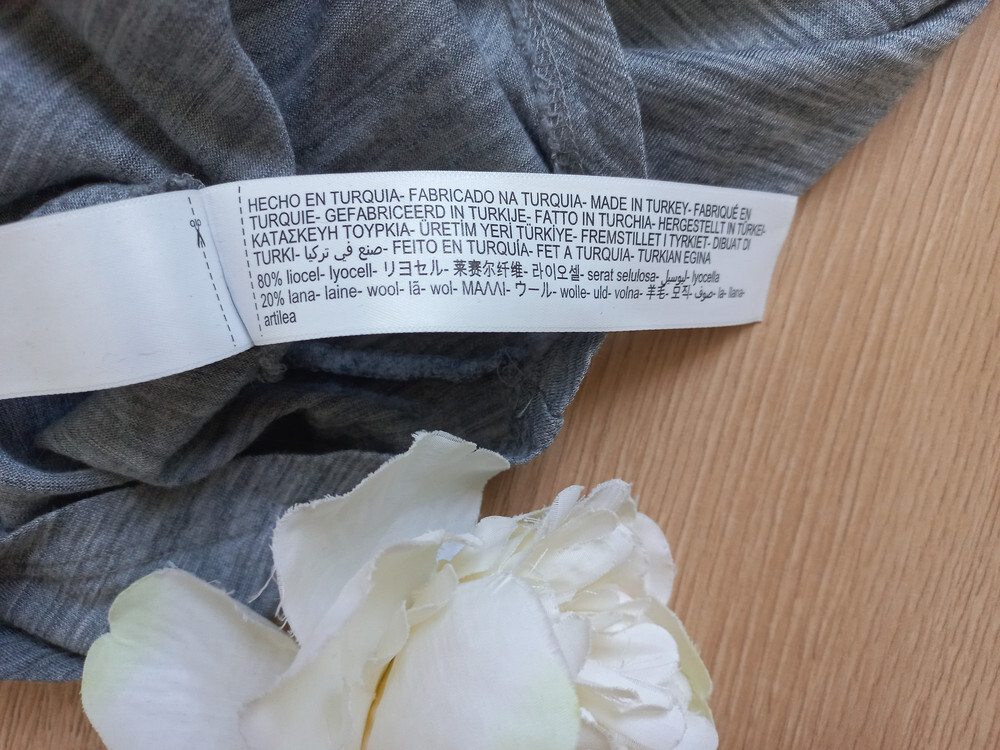 HECHO EN TURQUIA- FABRICADO NA TURQUIA- MADE IN TURKEY- FABRIQUÉ EN
TURQUIE- GEFABRICEERD IN TURKIJE- FATTO IN TURCHIA- HERGESTELLT IN TÜRKEI-
ΚΑΤΑΣΚΕΥΗ ΤΟΥΡΚΙΑ- ÜRETİM YERİ TÜRKİYE- FREMSTILLET I TYRKIET- DIBUAT DI
TURKI- صنع في تركيا- FEITO EN TURQUÍA- FET A TURQUIA- TURKIAN EGINA
80% liocel- lyocell- リヨセル- 莱赛尔纤维- 라이오셀- serat selulosa- ليوسيل- lyocella
20% lana- laine- wool- lã- wol- ΜΑΛΛΙ- ウール- wolle- uld- volna- 羊毛- 모직- صوف- la- llana-
artilea